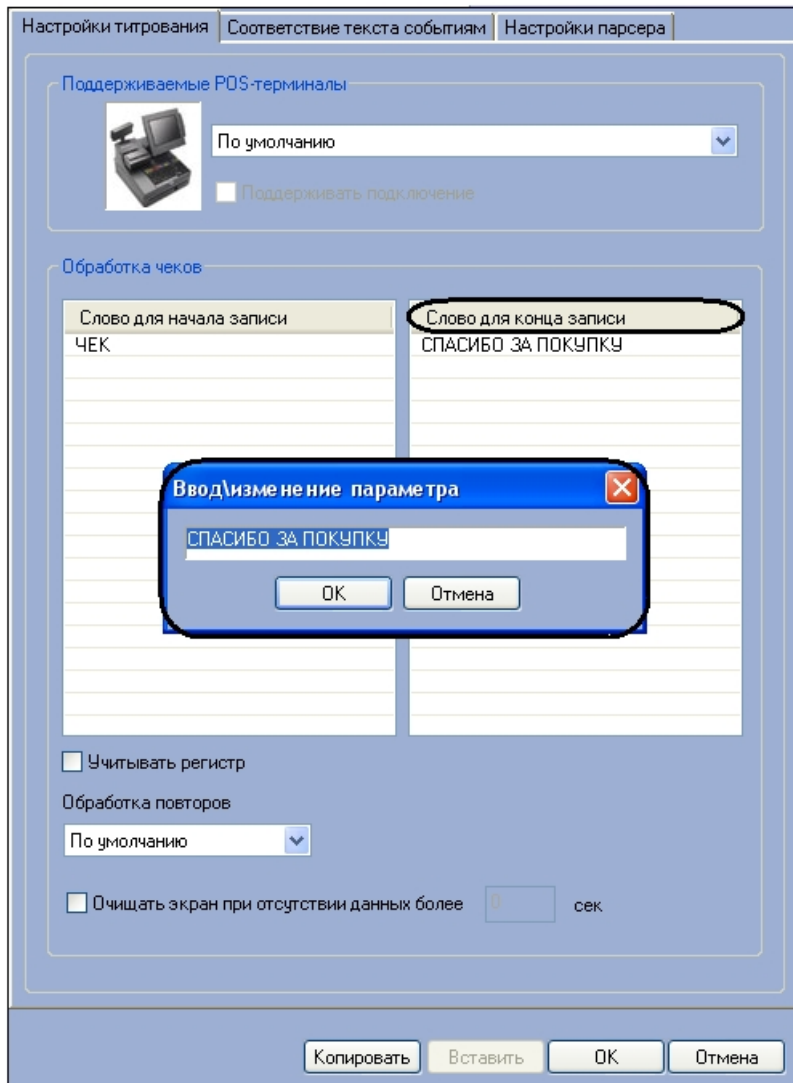 Настройки титрования Соответствие текста событиям Настройки парсера
Поддерживаемые POS-терминалы
По умолчанию
Поддерживать подключение
Обработка чеков
Слово для начала записи Слово для конца записи
ЧЕК СПАСИБО ЗА ПОКУПКУ
Ввод\изменение параметра
СПАСИБО ЗА ПОКУПКУ
OK Отмена
Учитывать регистр
Обработка повторов
По умолчанию
Очищать экран при отсутствии данных более 0 сек
Копировать Вставить OK Отмена